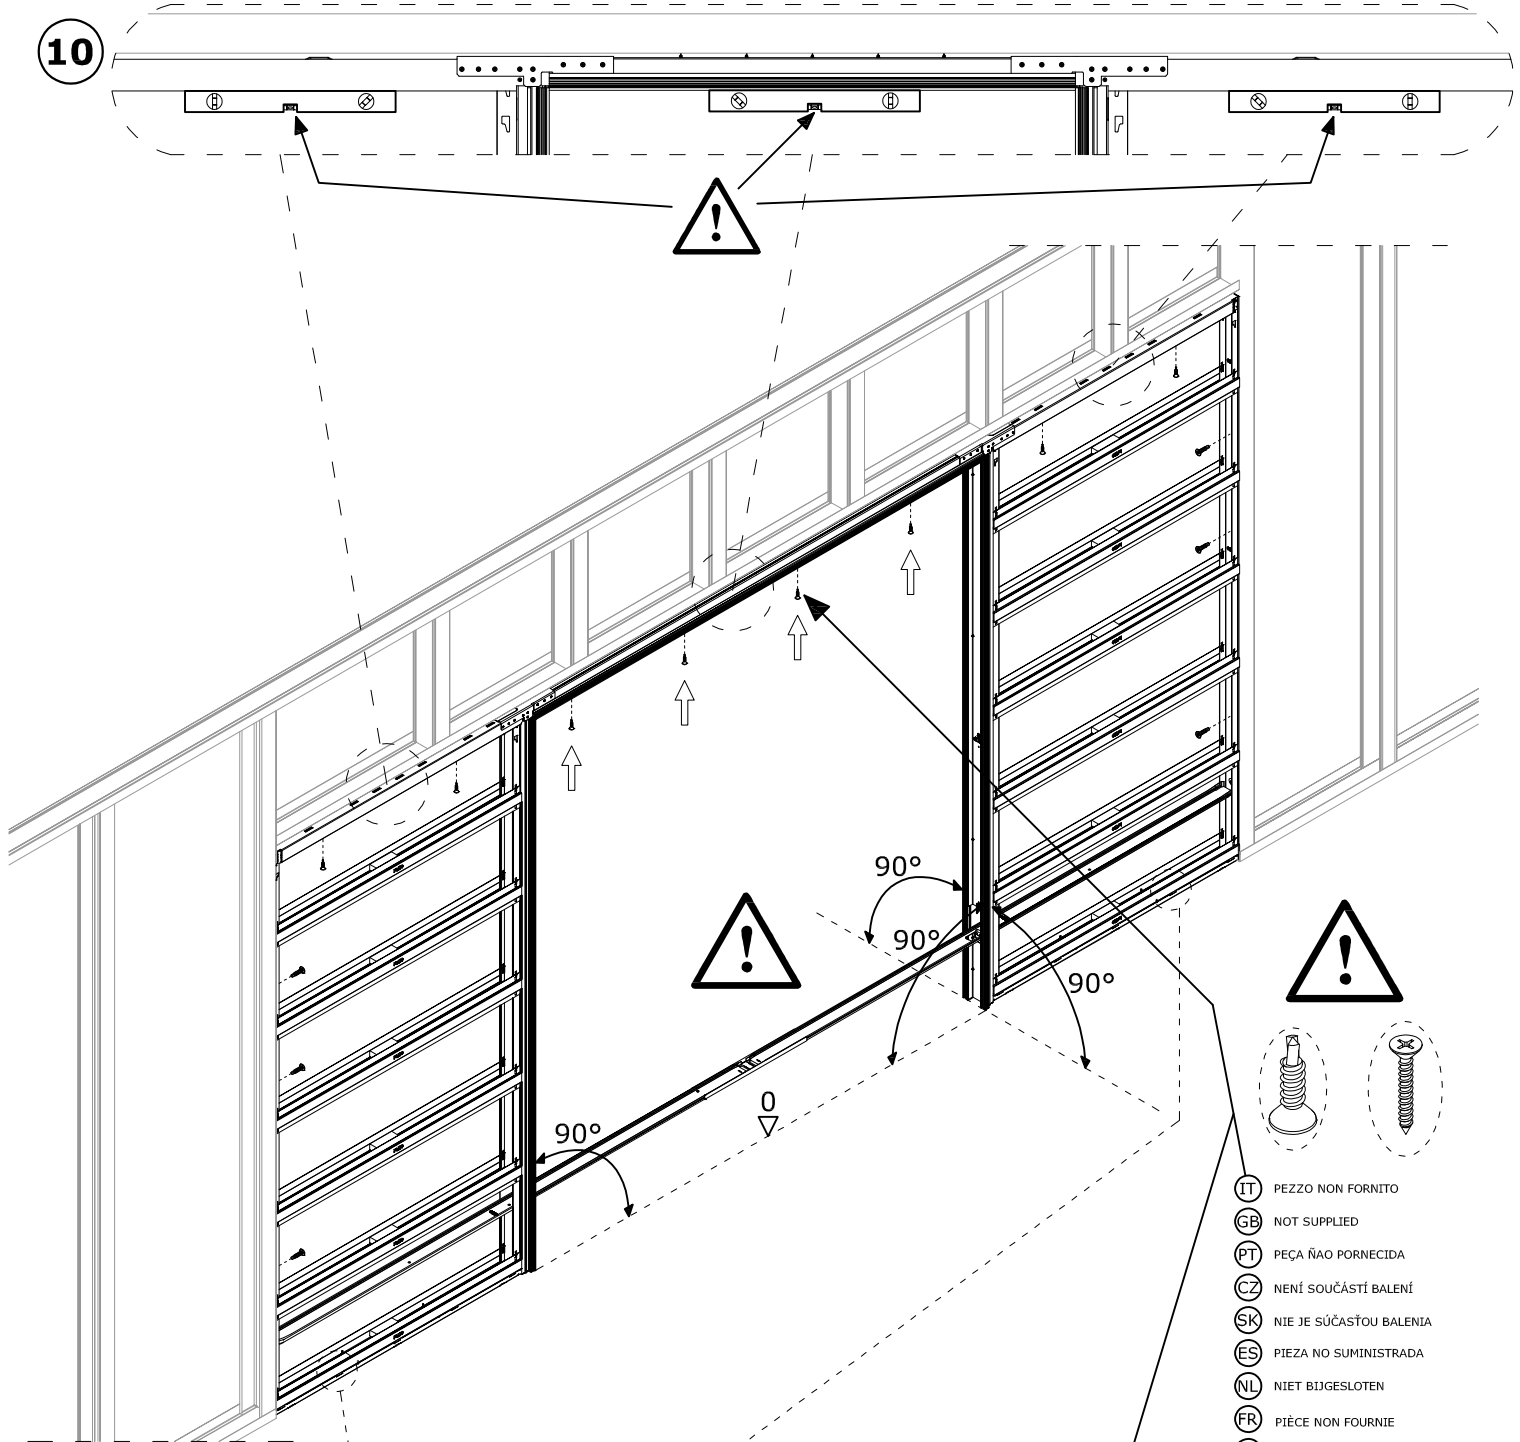 10
90°
90°
90°
0
90°
IT PEZZO NON FORNITO
GB NOT SUPPLIED
PT PEÇA ÑAO PORNECIDA
CZ NENÍ SOUČÁSTÍ BALENÍ
SK NIE JE SÚČASŤOU BALENIA
ES PIEZA NO SUMINISTRADA
NL NIET BIJGESLOTEN
FR PIÈCE NON FOURNIE